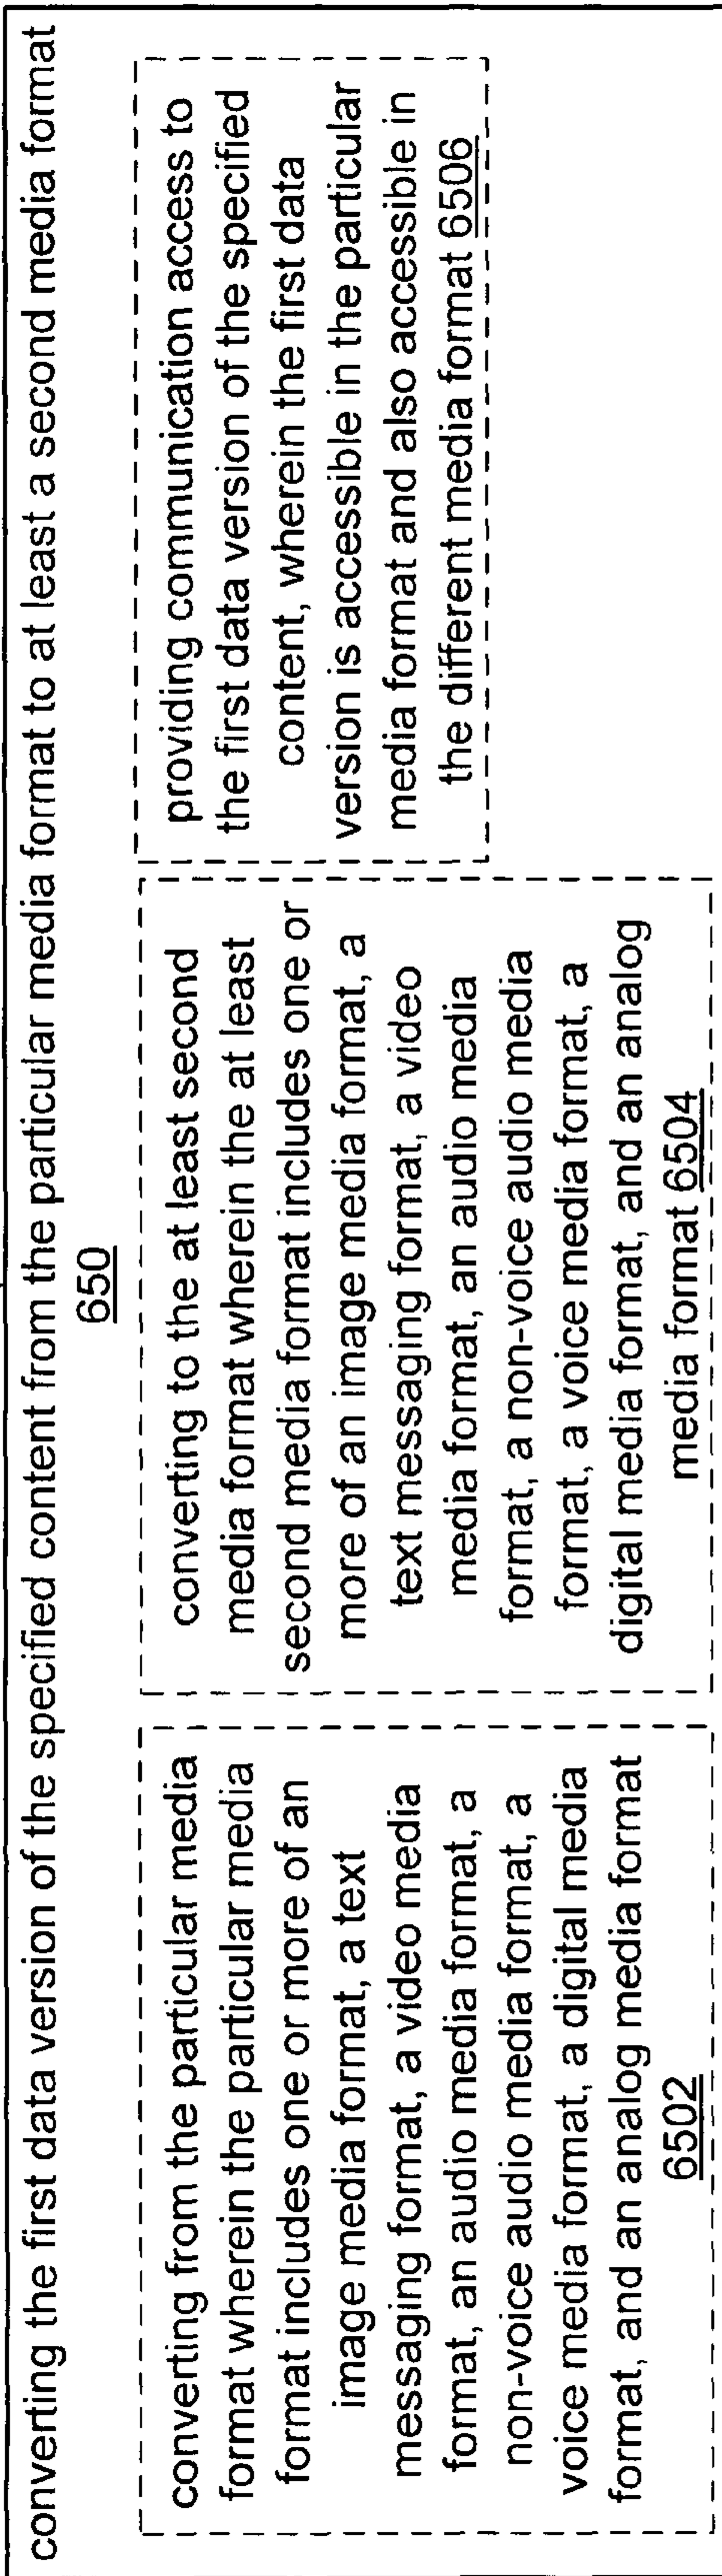 converting the first data version of the specified content from the particular media format to at least a second media format
650
converting from the particular media
format wherein the particular media
format includes one or more of an
image media format, a text
messaging format, a video media
format, an audio media format, a
non-voice audio media format, a
voice media format, a digital media
format, and an analog media format
6502
converting to the at least second
media format wherein the at least
second media format includes one or
more of an image media format, a
text messaging format, a video
media format, an audio media
format, a non-voice audio media
format, a voice media format, a
digital media format, and an analog
media format 6504
providing communication access to
the first data version of the specified
content, wherein the first data
version is accessible in the particular
media format and also accessible in
the different media format 6506